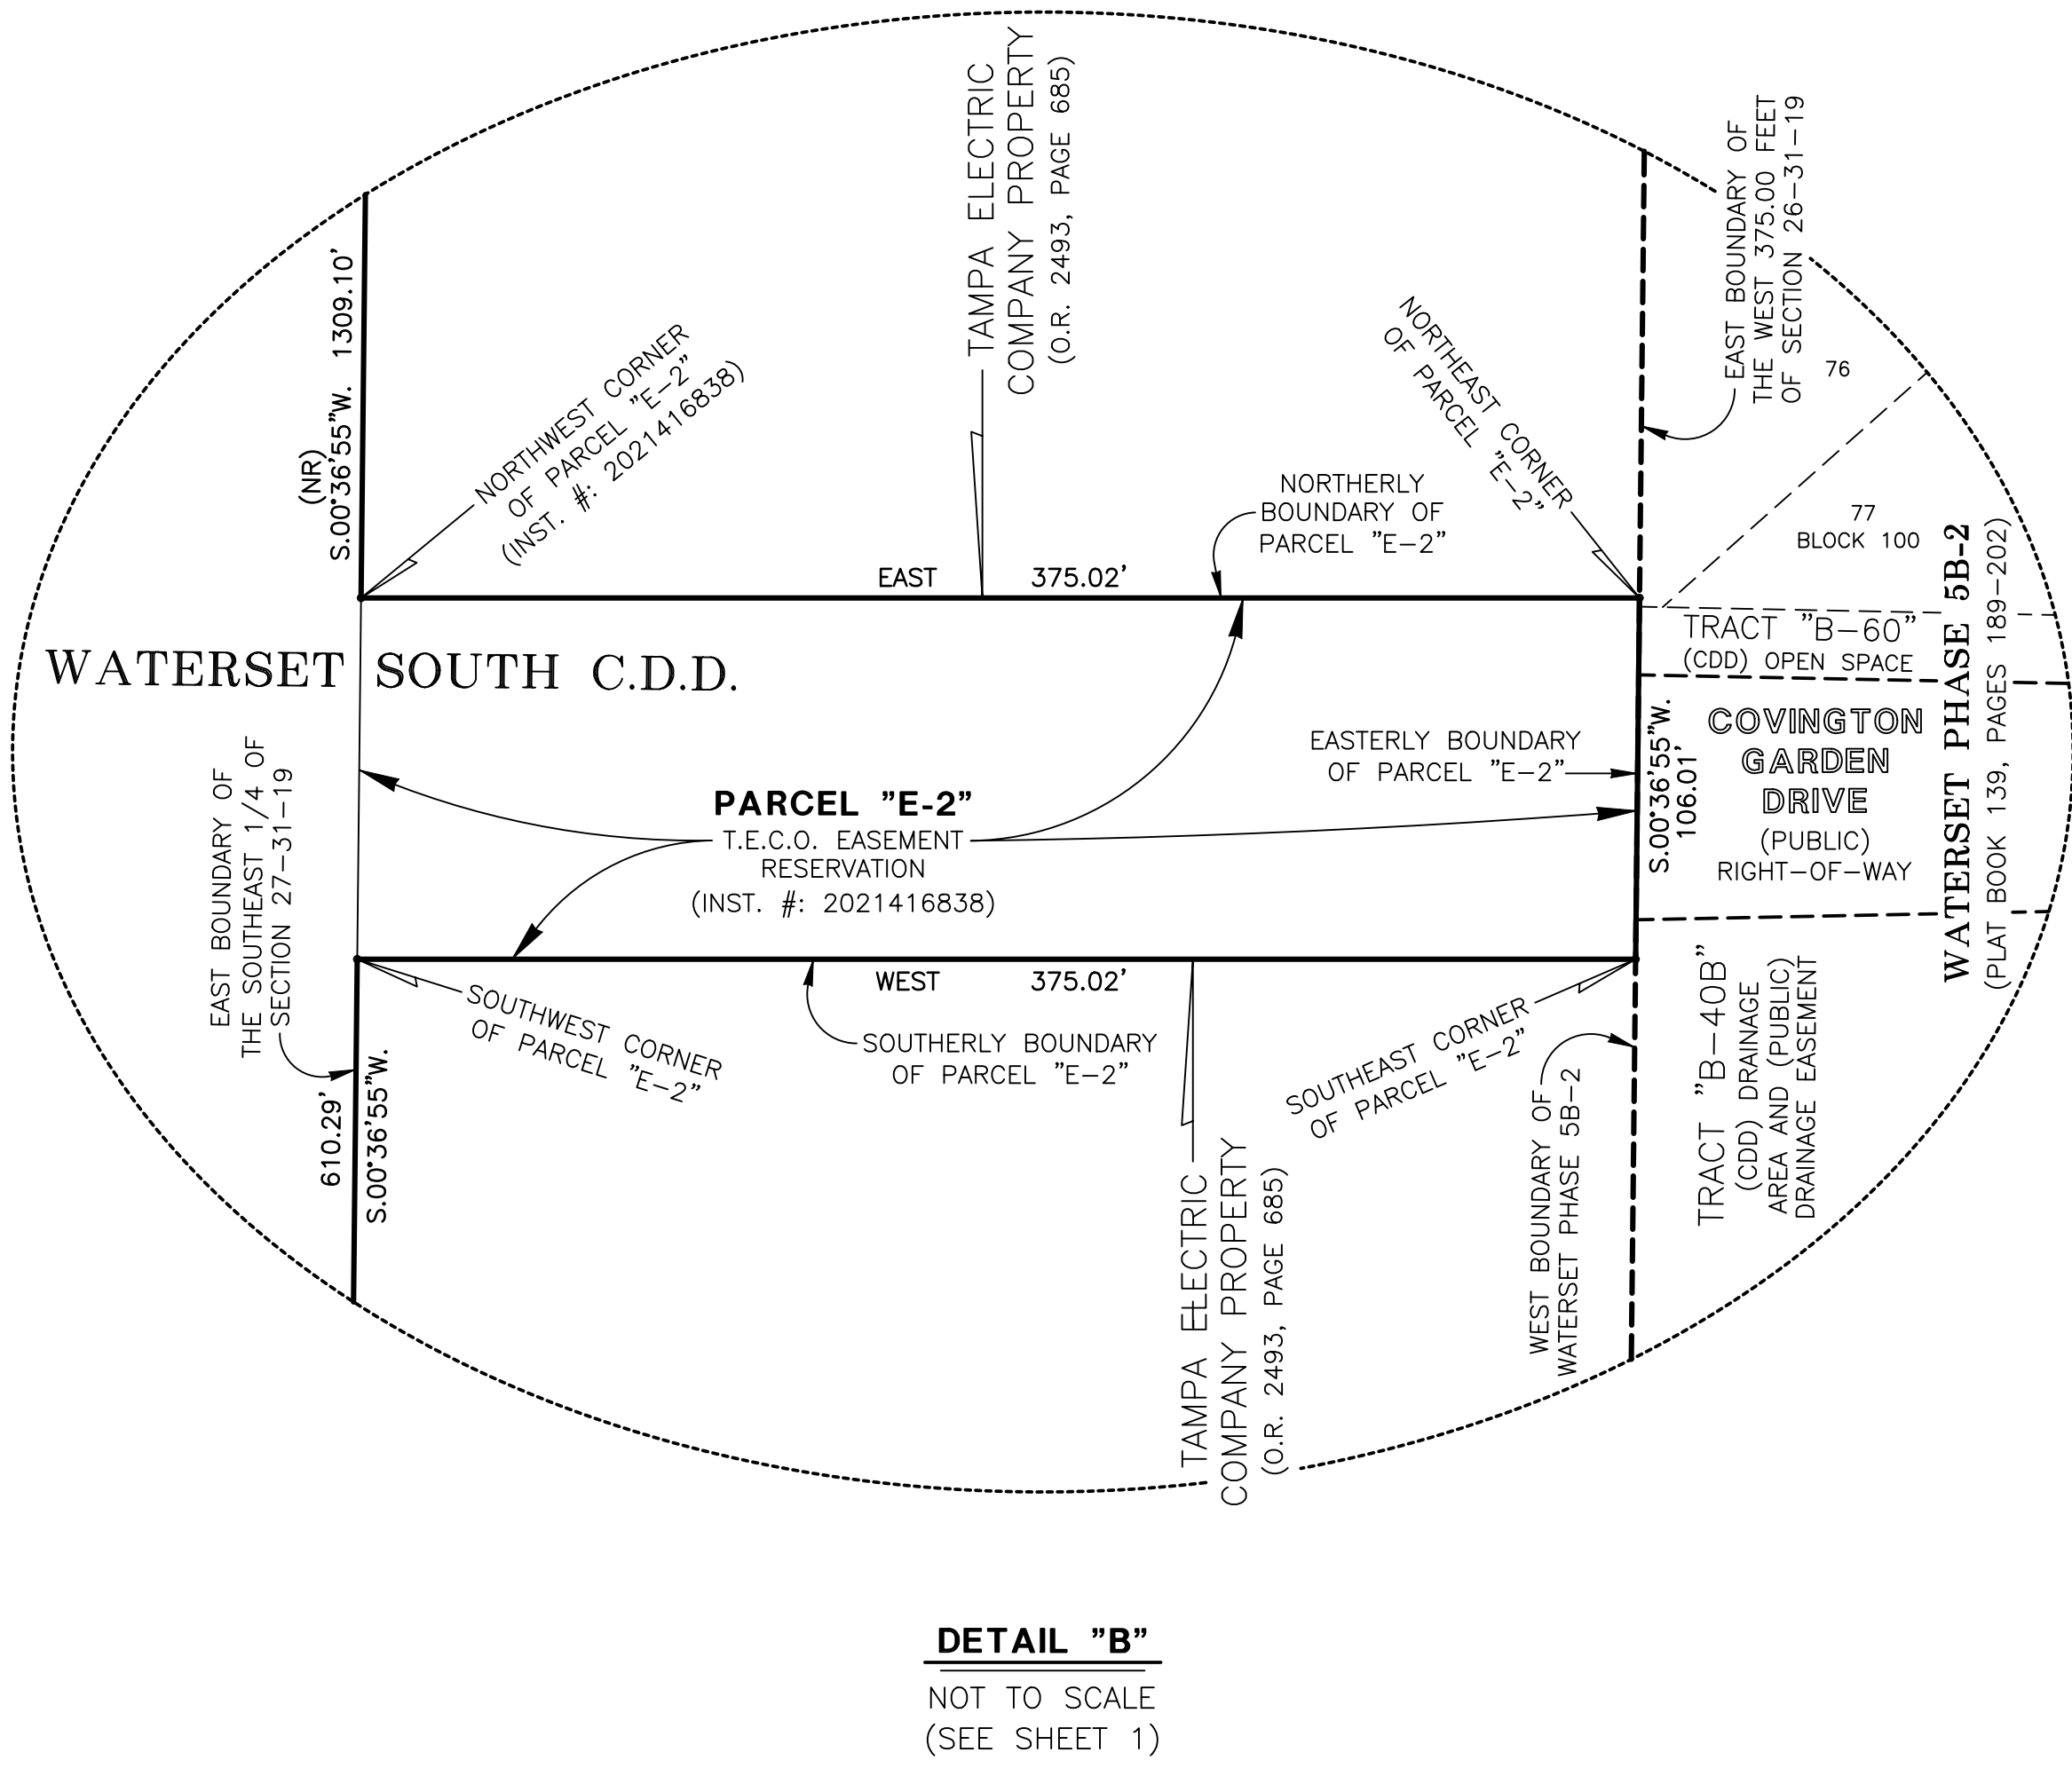 TAMPA ELECTRIC
COMPANY PROPERTY
(O.R. 2493, PAGE 685)
EAST BOUNDARY OF
THE WEST 375.00 FEET
OF SECTION 26-31-19
(NR)
S.00°36'55"W. 1309.10'
NORTHWEST CORNER
OF PARCEL "E-2"
(INST. #: 2021416838)
NORTHEAST CORNER
OF PARCEL "E-2"
76
77
BLOCK 100
NORTHERLY
BOUNDARY OF
PARCEL "E-2"
EAST 375.02'
WATERSET SOUTH C.D.D.
TRACT "B-60"
(CDD) OPEN SPACE
WATERSET PHASE 5B-2
(PLAT BOOK 139, PAGES 189-202)
EAST BOUNDARY OF
THE SOUTHEAST 1/4 OF
SECTION 27-31-19
PARCEL "E-2"
T.E.C.O. EASEMENT
RESERVATION
(INST. #: 2021416838)
EASTERLY BOUNDARY
OF PARCEL "E-2"
S.00°36'55"W.
106.01'
COVINGTON
GARDEN
DRIVE
(PUBLIC)
RIGHT-OF-WAY
WEST 375.02'
SOUTHWEST CORNER
OF PARCEL "E-2"
SOUTHERLY BOUNDARY
OF PARCEL "E-2"
SOUTHEAST CORNER
OF PARCEL "E-2"
610.29'
S.00°36'55"W.
TAMPA ELECTRIC
COMPANY PROPERTY
(O.R. 2493, PAGE 685)
WEST BOUNDARY OF
WATERSET PHASE 5B-2
TRACT "B-40B"
(CDD) DRAINAGE
AREA AND (PUBLIC)
DRAINAGE EASEMENT
DETAIL "B"
NOT TO SCALE
(SEE SHEET 1)